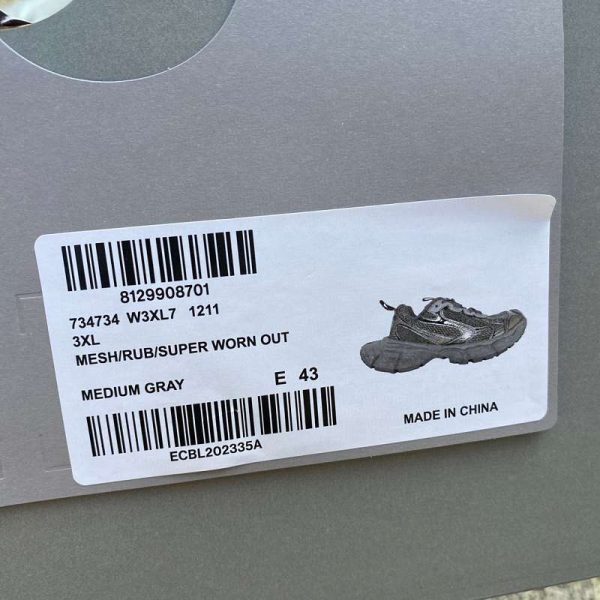 8129908701
734734 W3XL7 1211
3XL
MESH/RUB/SUPER WORN OUT
MEDIUM GRAY E 43
ECBL202335A
MADE IN CHINA